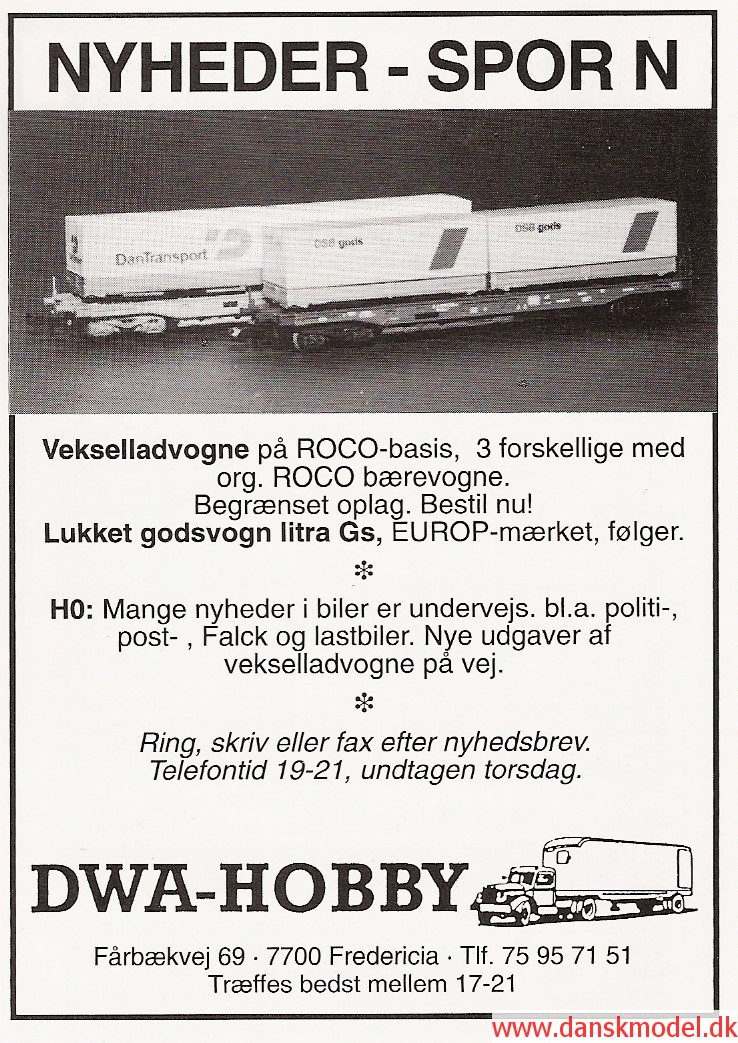 NYHEDER - SPOR N
DanTransport
DSB gods
DSB gods
Vekselladvogne på ROCO-basis, 3 forskellige med
org. ROCO bærevogne.
Begrænset oplag. Bestil nu!
Lukket godsvogn litra Gs, EUROP-mærket, følger.
✻
H0: Mange nyheder i biler er undervejs. bl.a. politi-,
post- , Falck og lastbiler. Nye udgaver af
vekselladvogne på vej.
✻
Ring, skriv eller fax efter nyhedsbrev.
Telefontid 19-21, undtagen torsdag.
DWA-HOBBY
Fårbækvej 69 · 7700 Fredericia · Tlf. 75 95 71 51
Træffes bedst mellem 17-21
www.danskmodel.dk